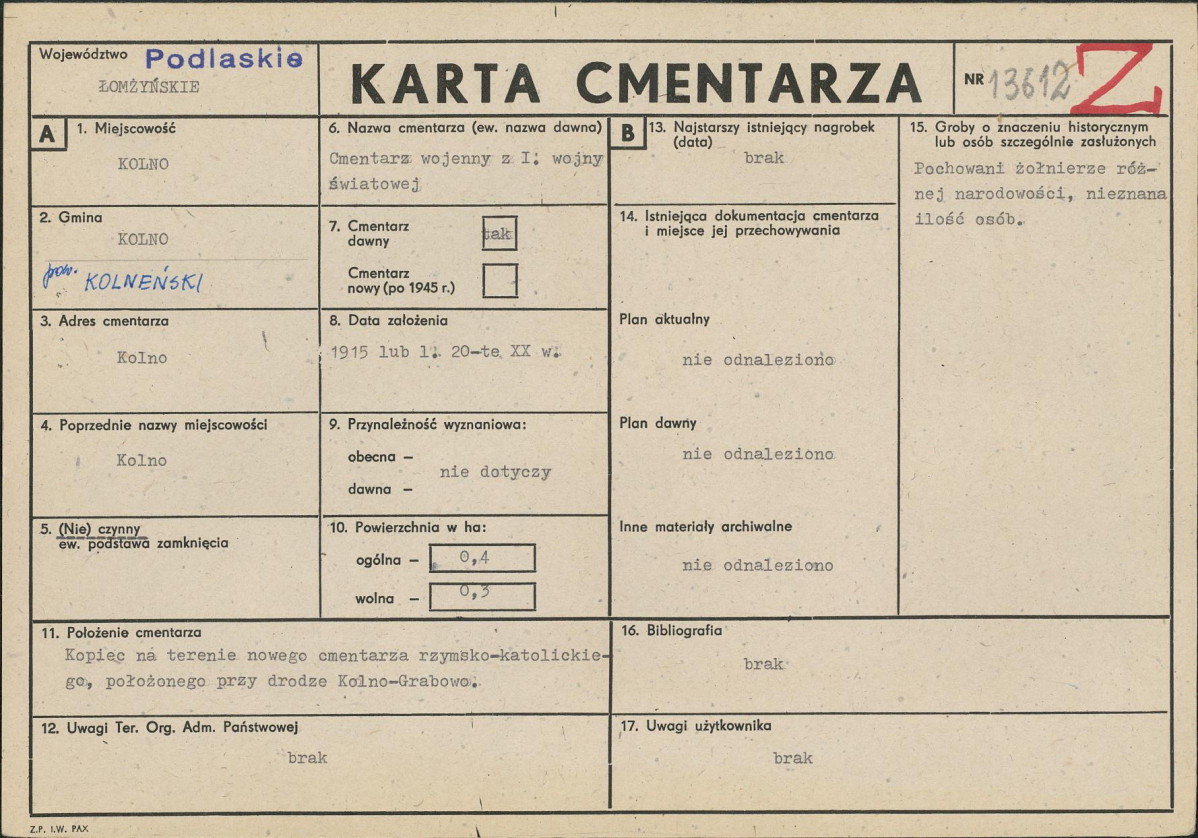 Województwo Podlaskie
ŁOMŻYŃSKIE
KARTA CMENTARZA
NR 13612 Z
A
1. Miejscowość
KOLNO
2. Gmina
KOLNO
pow. KOLNEŃSKI
3. Adres cmentarza
Kolno
4. Poprzednie nazwy miejscowości
Kolno
5. (Nie) czynny
ew. podstawa zamknięcia
6. Nazwa cmentarza (ew. nazwa dawna)
Cmentarz wojenny z I. wojny
światowej
7. Cmentarz
dawny
tak
Cmentarz
nowy (po 1945 r.)
8. Data założenia
1915 lub l. 20-te XX w.
9. Przynależność wyznaniowa:
obecna –
nie dotyczy
dawna –
10. Powierzchnia w ha:
ogólna – 0,4
wolna – 0,3
11. Położenie cmentarza
Kopiec na terenie nowego cmentarza rzymsko-katolickie-
go, położonego przy drodze Kolno-Grabowo.
12. Uwagi Ter. Org. Adm. Państwowej
brak
B
13. Najstarszy istniejący nagrobek
(data)
brak
14. Istniejąca dokumentacja cmentarza
i miejsce jej przechowywania
Plan aktualny
nie odnaleziono
Plan dawny
nie odnaleziono
Inne materiały archiwalne
nie odnaleziono
15. Groby o znaczeniu historycznym
lub osób szczególnie zasłużonych
Pochowani żołnierze róż-
nej narodowości, nieznana
ilość osób.
16. Bibliografia
brak
17. Uwagi użytkownika
brak
Z.P. I.W. PAX